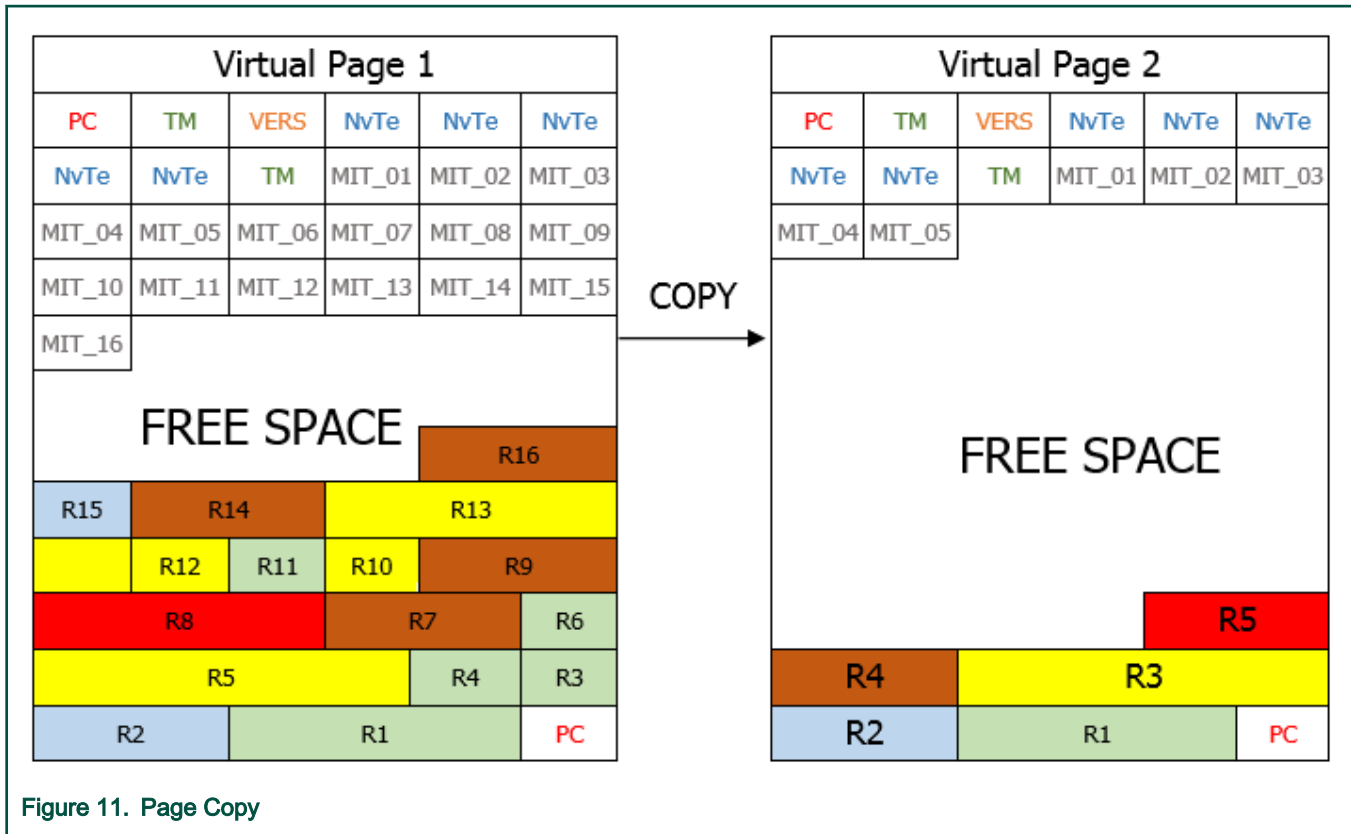 Virtual Page 1
PC TM VERS NvTe NvTe NvTe
NvTe NvTe TM MIT_01 MIT_02 MIT_03
MIT_04 MIT_05 MIT_06 MIT_07 MIT_08 MIT_09
MIT_10 MIT_11 MIT_12 MIT_13 MIT_14 MIT_15
MIT_16
FREE SPACE
R16
R15 R14 R13
R12 R11 R10 R9
R8 R7 R6
R5 R4 R3
R2 R1 PC
COPY
Virtual Page 2
PC TM VERS NvTe NvTe NvTe
NvTe NvTe TM MIT_01 MIT_02 MIT_03
MIT_04 MIT_05
FREE SPACE
R5
R4 R3
R2 R1 PC
Figure 11. Page Copy